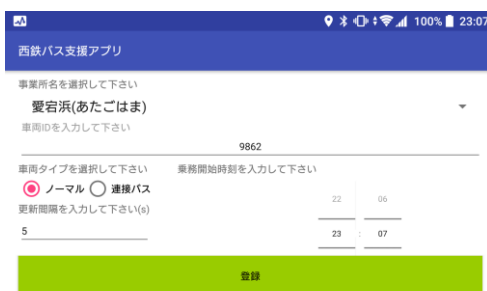 100% 23:07
西鉄バス支援アプリ
事業所名を選択して下さい
愛宕浜(あたごはま)
車両IDを入力して下さい
9862
車両タイプを選択して下さい 乗務開始時刻を入力して下さい
ノーマル 連接バス
更新間隔を入力して下さい(s)
22 06
5
23 : 07
登録